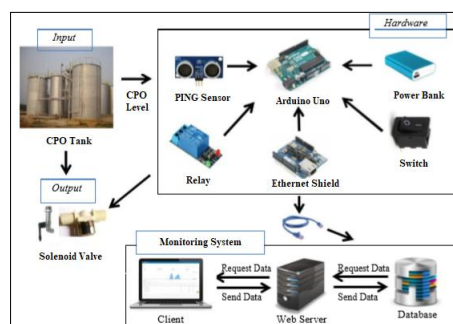 Input
CPO
Level
CPO Tank
Output
Solenoid Valve
Hardware
PING Sensor
Arduino Uno
Power Bank
Relay
Ethernet Shield
Switch
Monitoring System
Request Data
Send Data
Request Data
Send Data
Client
Web Server
Database